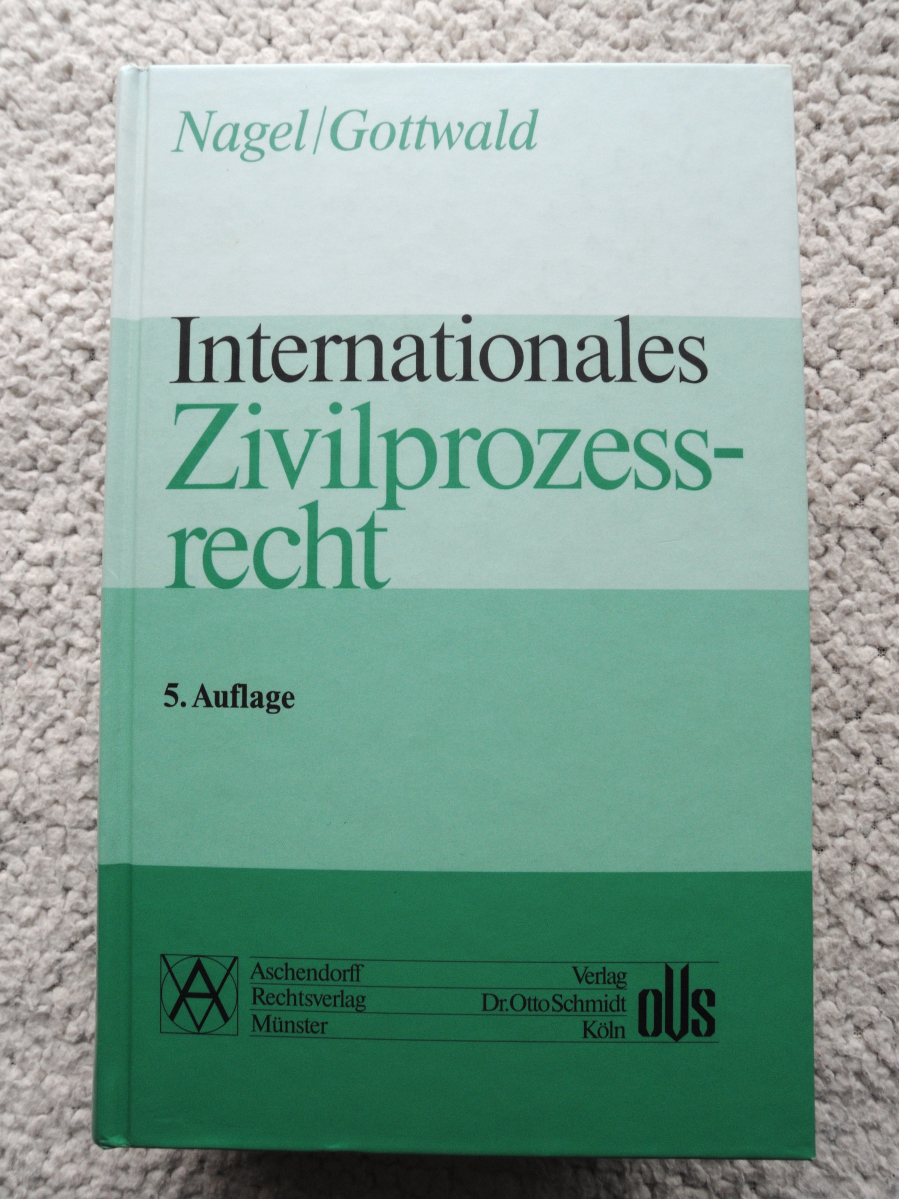 Nagel/Gottwald
Internationales
Zivilprozess-
recht
5. Auflage
Aschendorff
Rechtsverlag
Münster
Verlag
Dr. Otto Schmidt
Köln
oVs